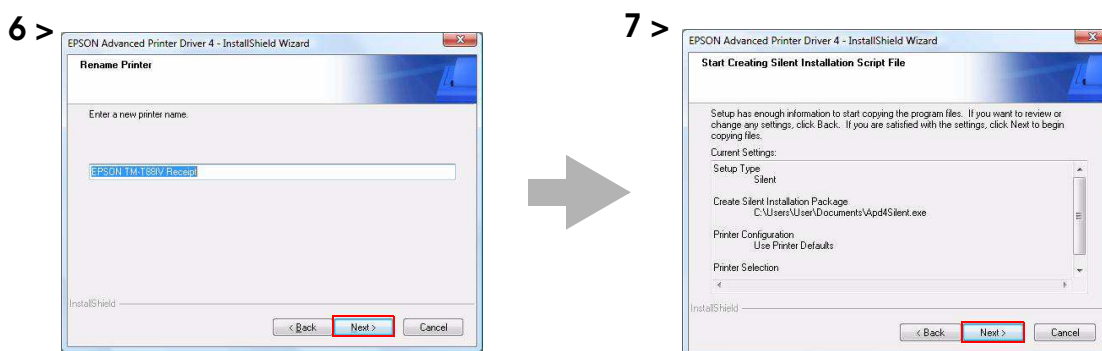 6 >
EPSON Advanced Printer Driver 4 - InstallShield Wizard
Rename Printer
Enter a new printer name.
EPSON TM-T88IV Receipt
InstallShield
< Back Next > Cancel
7 >
EPSON Advanced Printer Driver 4 - InstallShield Wizard
Start Creating Silent Installation Script File
Setup has enough information to start copying the program files. If you want to review or
change any settings, click Back. If you are satisfied with the settings, click Next to begin
copying files.
Current Settings:
Setup Type
Silent
Create Silent Installation Package
C:\Users\User\Documents\Apd4Silent.exe
Printer Configuration
Use Printer Defaults
Printer Selection
InstallShield
< Back Next > Cancel